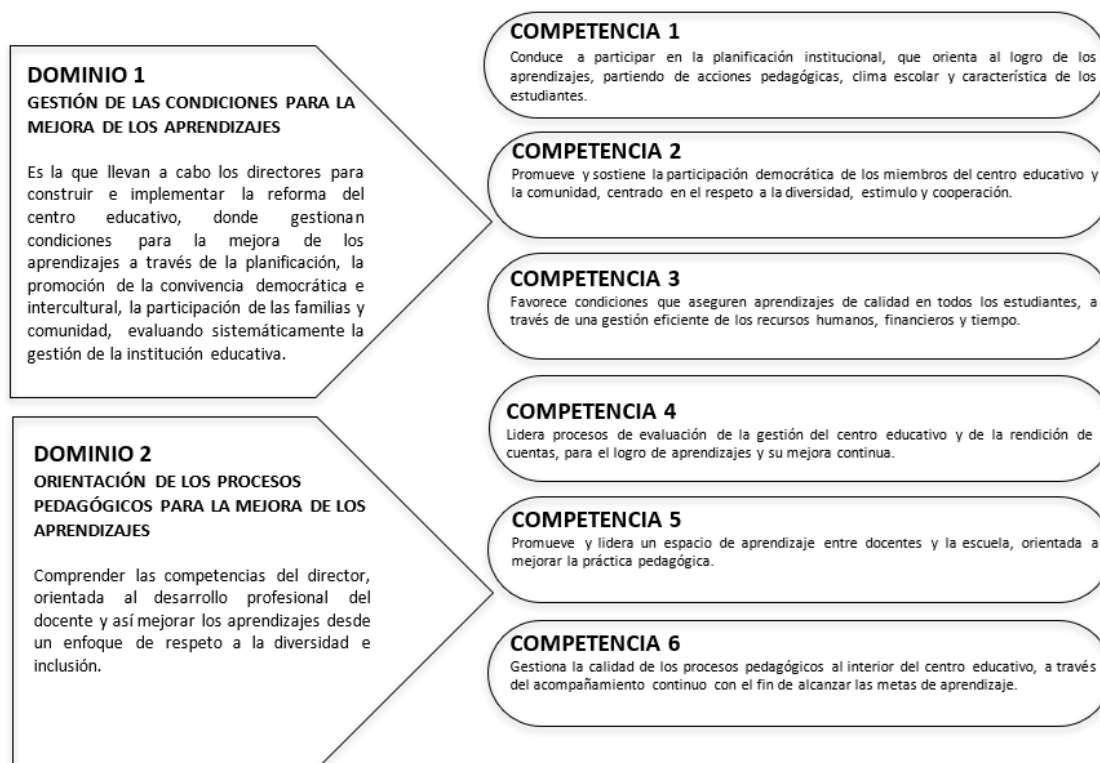 DOMINIO 1
GESTIÓN DE LAS CONDICIONES PARA LA
MEJORA DE LOS APRENDIZAJES
Es la que llevan a cabo los directores para
construir e implementar la reforma del
centro educativo, donde gestionan
condiciones para la mejora de los
aprendizajes a través de la planificación, la
promoción de la convivencia democrática e
intercultural, la participación de las familias y
comunidad, evaluando sistemáticamente la
gestión de la institución educativa.
DOMINIO 2
ORIENTACIÓN DE LOS PROCESOS
PEDAGÓGICOS PARA LA MEJORA DE LOS
APRENDIZAJES
Comprender las competencias del director,
orientada al desarrollo profesional del
docente y así mejorar los aprendizajes desde
un enfoque de respeto a la diversidad e
inclusión.
COMPETENCIA 1
Conduce a participar en la planificación institucional, que orienta al logro de los
aprendizajes, partiendo de acciones pedagógicas, clima escolar y característica de los
estudiantes.
COMPETENCIA 2
Promueve y sostiene la participación democrática de los miembros del centro educativo y
la comunidad, centrado en el respeto a la diversidad, estimulo y cooperación.
COMPETENCIA 3
Favorece condiciones que aseguren aprendizajes de calidad en todos los estudiantes, a
través de una gestión eficiente de los recursos humanos, financieros y tiempo.
COMPETENCIA 4
Lidera procesos de evaluación de la gestión del centro educativo y de la rendición de
cuentas, para el logro de aprendizajes y su mejora continua.
COMPETENCIA 5
Promueve y lidera un espacio de aprendizaje entre docentes y la escuela, orientada a
mejorar la práctica pedagógica.
COMPETENCIA 6
Gestiona la calidad de los procesos pedagógicos al interior del centro educativo, a través
del acompañamiento continuo con el fin de alcanzar las metas de aprendizaje.